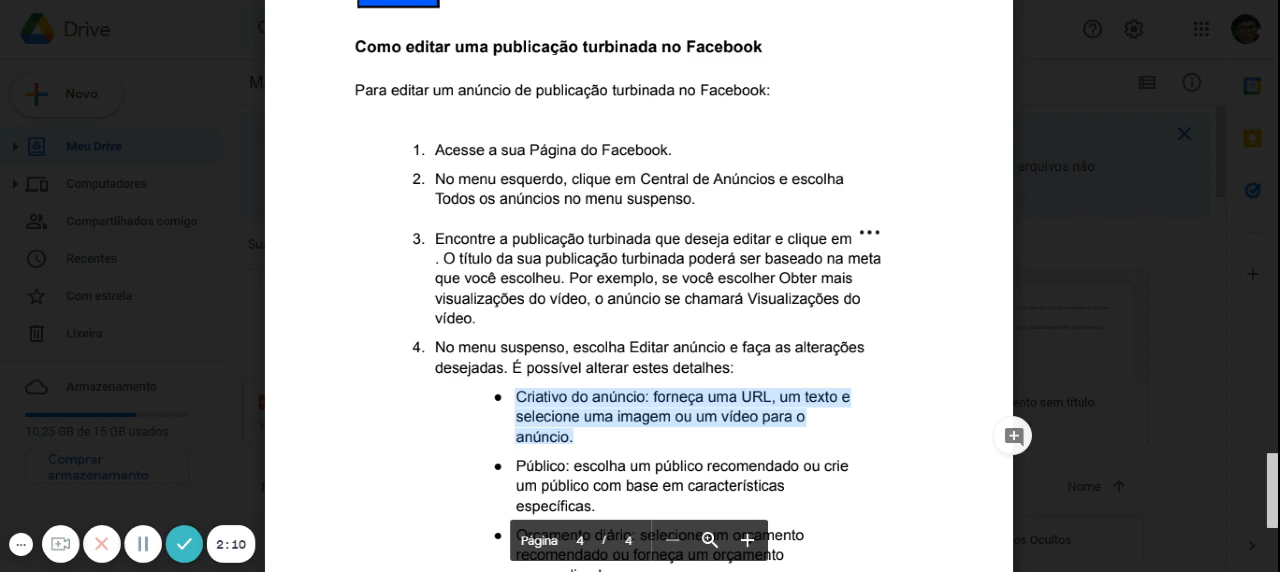 Drive
Novo
Meu Drive
Computadores
Compartilhados comigo
Recentes
Com estrela
Lixeira
Armazenamento
10,25 GB de 15 GB usados
Comprar
armazenamento
2:10
Como editar uma publicação turbinada no Facebook
Para editar um anúncio de publicação turbinada no Facebook:
1. Acesse a sua Página do Facebook.
2. No menu esquerdo, clique em Central de Anúncios e escolha
Todos os anúncios no menu suspenso.
3. Encontre a publicação turbinada que deseja editar e clique em •••
. O título da sua publicação turbinada poderá ser baseado na meta
que você escolheu. Por exemplo, se você escolher Obter mais
visualizações do vídeo, o anúncio se chamará Visualizações do
vídeo.
4. No menu suspenso, escolha Editar anúncio e faça as alterações
desejadas. É possível alterar estes detalhes:
● Criativo do anúncio: forneça uma URL, um texto e
selecione uma imagem ou um vídeo para o
anúncio.
● Público: escolha um público recomendado ou crie
um público com base em características
específicas.
● Orçamento diário: selecione um orçamento
recomendado ou forneça um orçamento
Página 4 / 4
arquivos não
ento sem título
Nome
os Ocultos